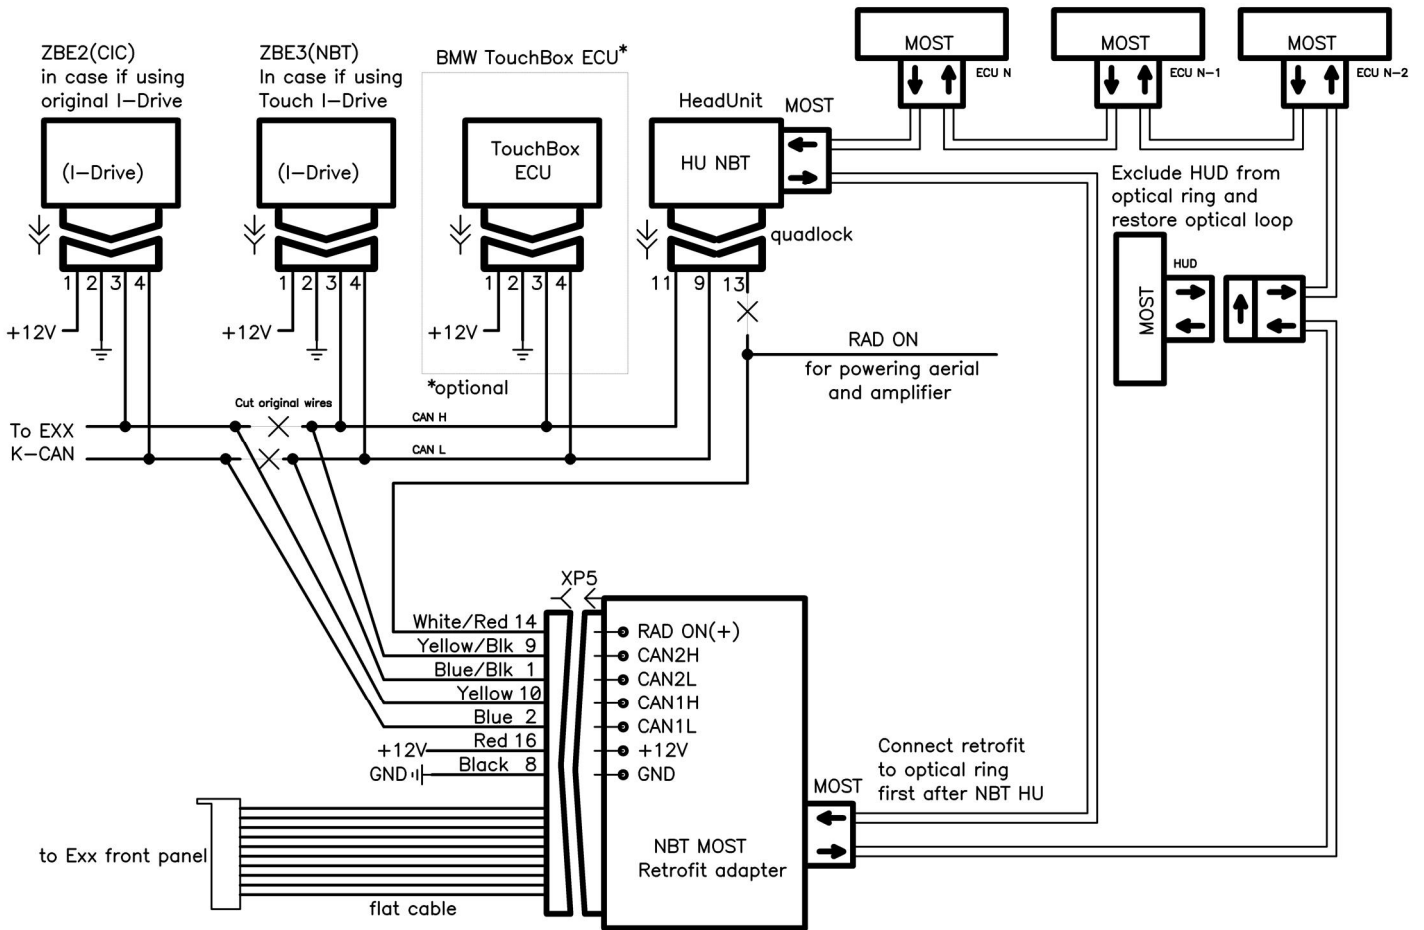 ZBE2(CIC)
in case if using
original I-Drive
(I-Drive)
1 2 3 4
+12V
ZBE3(NBT)
In case if using
Touch I-Drive
(I-Drive)
1 2 3 4
+12V
BMW TouchBox ECU*
TouchBox
ECU
1 2 3 4
+12V
*optional
HeadUnit
HU NBT
MOST
quadlock
11 9 13
MOST
ECU N
MOST
ECU N-1
MOST
ECU N-2
Exclude HUD from
optical ring and
restore optical loop
HUD
MOST
RAD ON
for powering aerial
and amplifier
Cut original wires
CAN H
CAN L
To EXX
K-CAN
XP5
White/Red 14
Yellow/Blk 9
Blue/Blk 1
Yellow 10
Blue 2
Red 16
Black 8
+12V
GND
RAD ON(+)
CAN2H
CAN2L
CAN1H
CAN1L
+12V
GND
Connect retrofit
to optical ring
first after NBT HU
MOST
NBT MOST
Retrofit adapter
to Exx front panel
flat cable